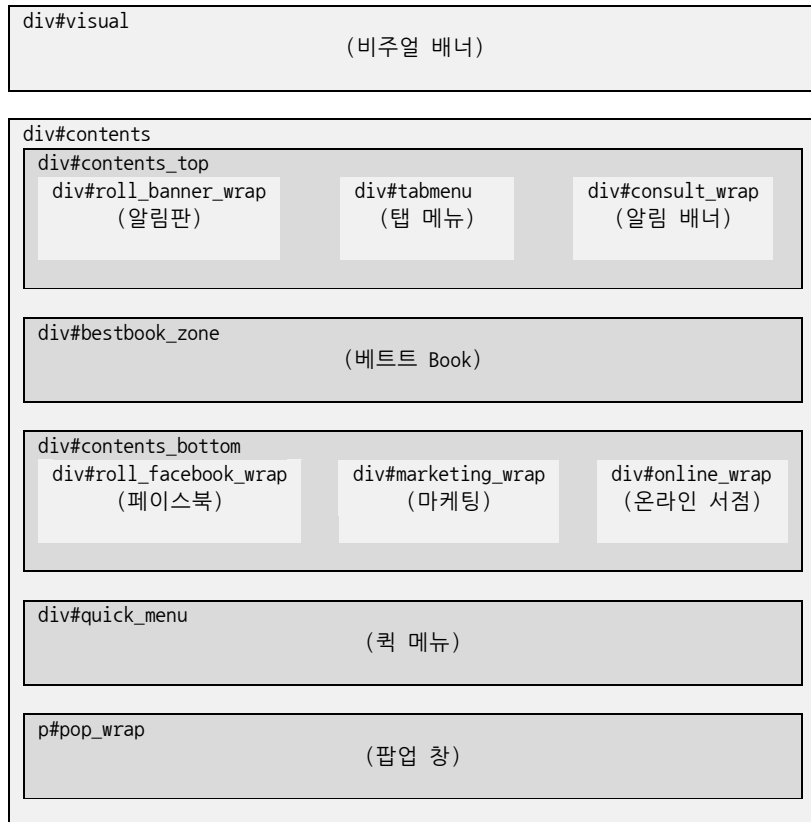 div#visual
(비주얼 배너)
div#contents
div#contents_top
div#roll_banner_wrap
(알림판)
div#tabmenu
(탭 메뉴)
div#consult_wrap
(알림 배너)
div#bestbook_zone
(베트트 Book)
div#contents_bottom
div#roll_facebook_wrap
(페이스북)
div#marketing_wrap
(마케팅)
div#online_wrap
(온라인 서점)
div#quick_menu
(퀵 메뉴)
p#pop_wrap
(팝업 창)